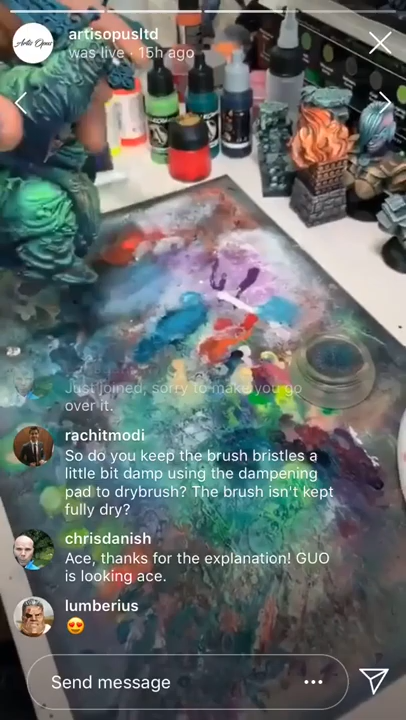 artisopusltd
Artis Opus
was live · 15h ago
Just joined, sorry to make you go
over it.
rachitmodi
So do you keep the brush bristles a
little bit damp using the dampening
pad to drybrush? The brush isn't kept
fully dry?
chrisdanish
Ace, thanks for the explanation! GUO
is looking ace.
lumberius
😍
Send message